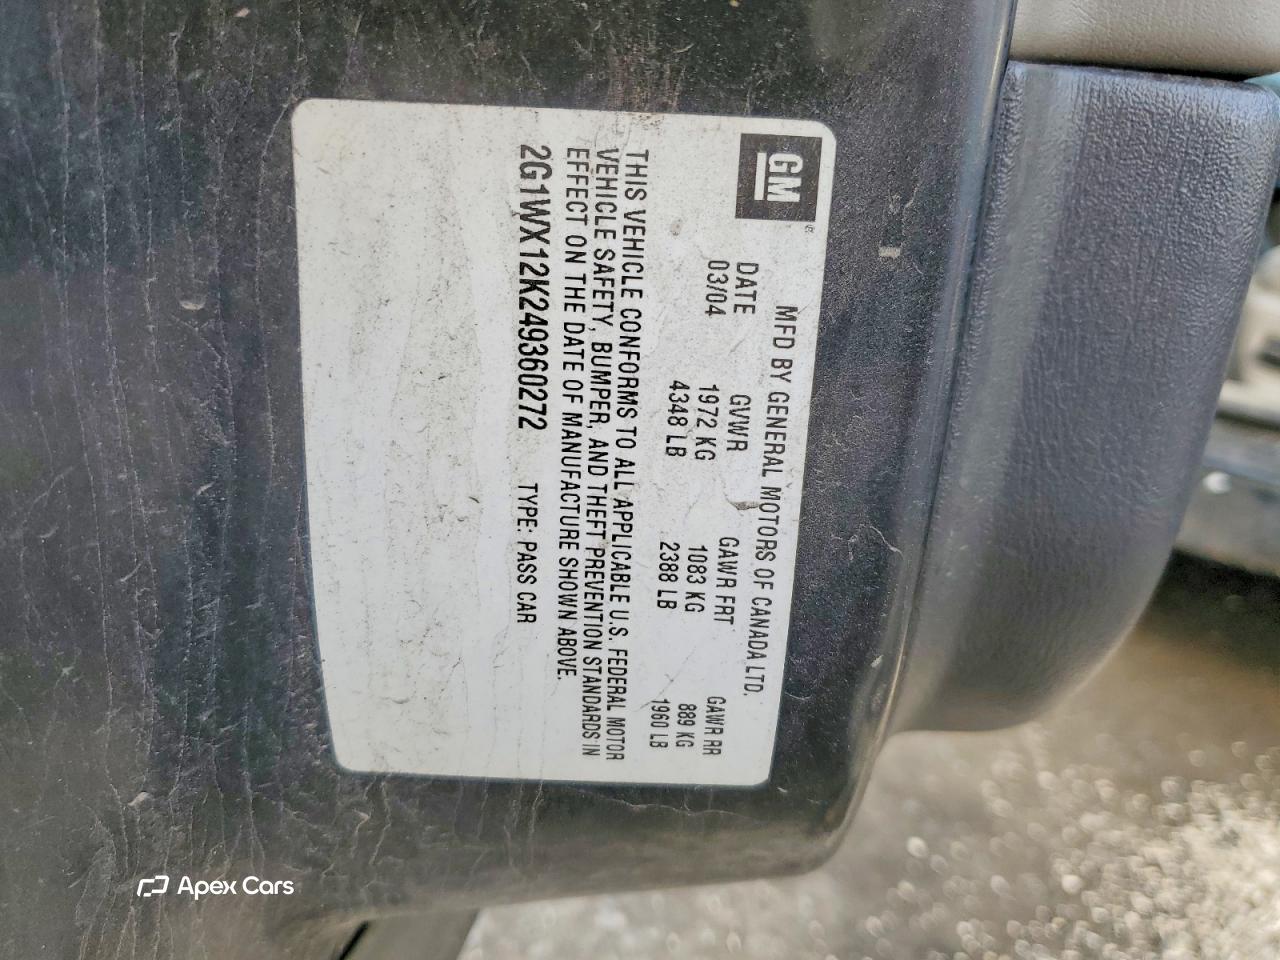 GM®
MFD BY GENERAL MOTORS OF CANADA LTD.
DATE GVWR GAWR FRT GAWR RR
03/04 1972 KG 1083 KG 889 KG
4348 LB 2388 LB 1960 LB
THIS VEHICLE CONFORMS TO ALL APPLICABLE U.S. FEDERAL MOTOR
VEHICLE SAFETY, BUMPER, AND THEFT PREVENTION STANDARDS IN
EFFECT ON THE DATE OF MANUFACTURE SHOWN ABOVE.
2G1WX12K249360272 TYPE: PASS CAR
Apex Cars